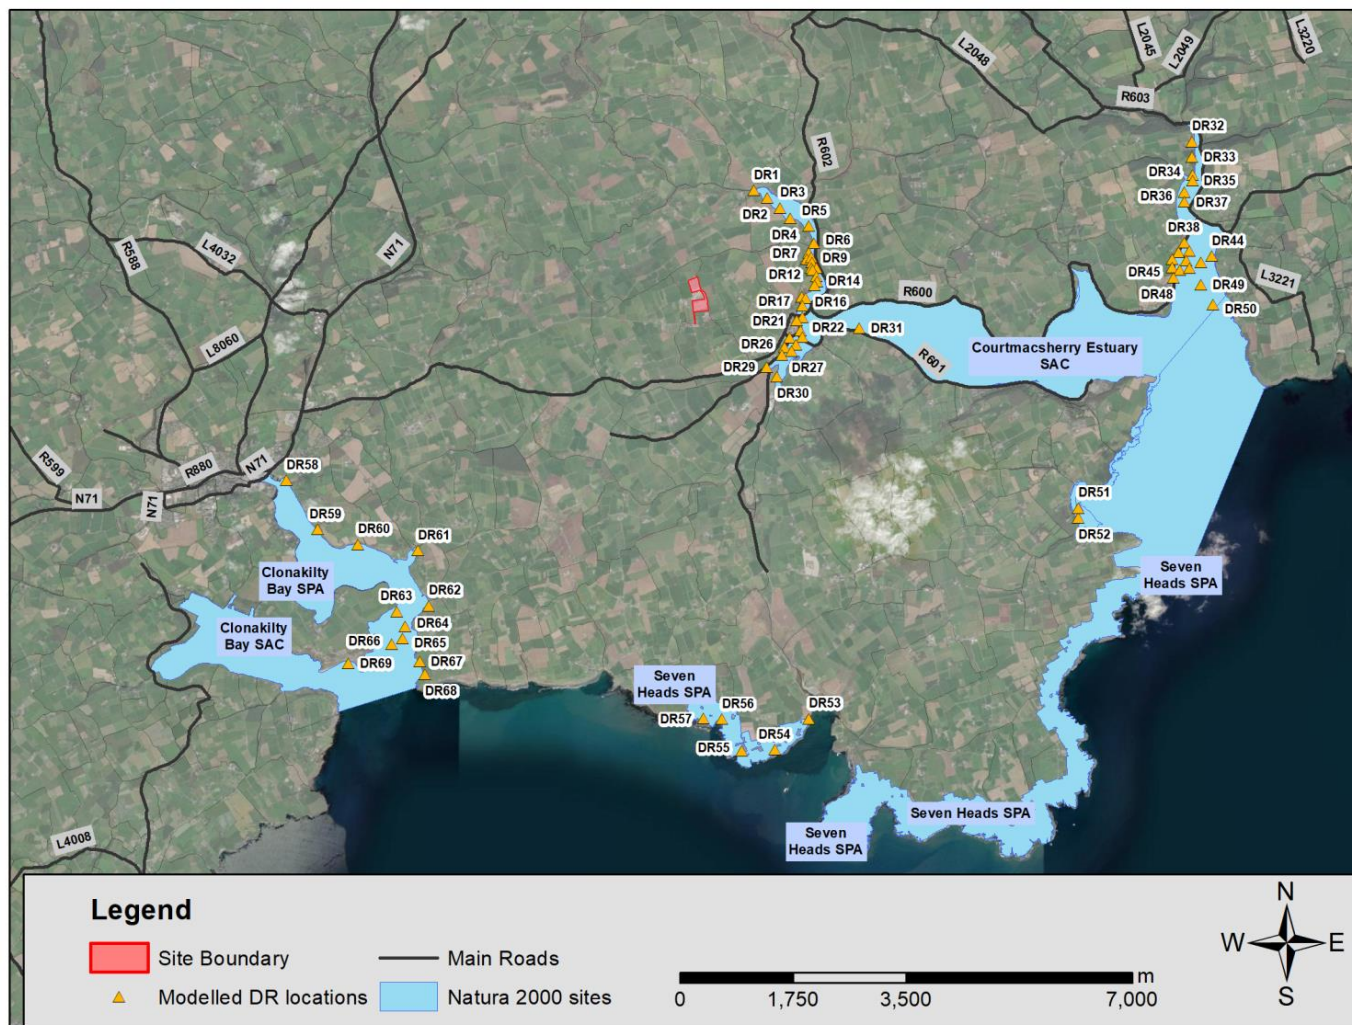 L2045
L2049
L3220
L2048
R603
DR32
R602
DR33
DR34
DR35
DR1
DR3
DR36
DR37
DR2
DR5
DR4
DR38
DR6
R588
L4032
N71
DR7
DR9
DR44
DR12
DR45
L3221
DR14
DR48
DR49
R600
DR17
DR16
DR50
DR21
DR22
DR31
L8060
DR26
Courtmacsherry Estuary
SAC
DR27
R601
DR29
DR30
R599
R880
N71
DR58
N71
N71
DR51
DR59
DR60
DR52
DR61
Clonakilty
Bay SPA
Seven
Heads SPA
DR63
DR62
DR64
Clonakilty
Bay SAC
DR66
DR65
DR69
DR67
DR68
Seven
Heads SPA
DR56
DR53
DR57
DR55
DR54
Seven Heads SPA
Seven
Heads SPA
L4008
Legend
Site Boundary
Main Roads
Modelled DR locations
Natura 2000 sites
m
0
1,750
3,500
7,000
N
W
E
S